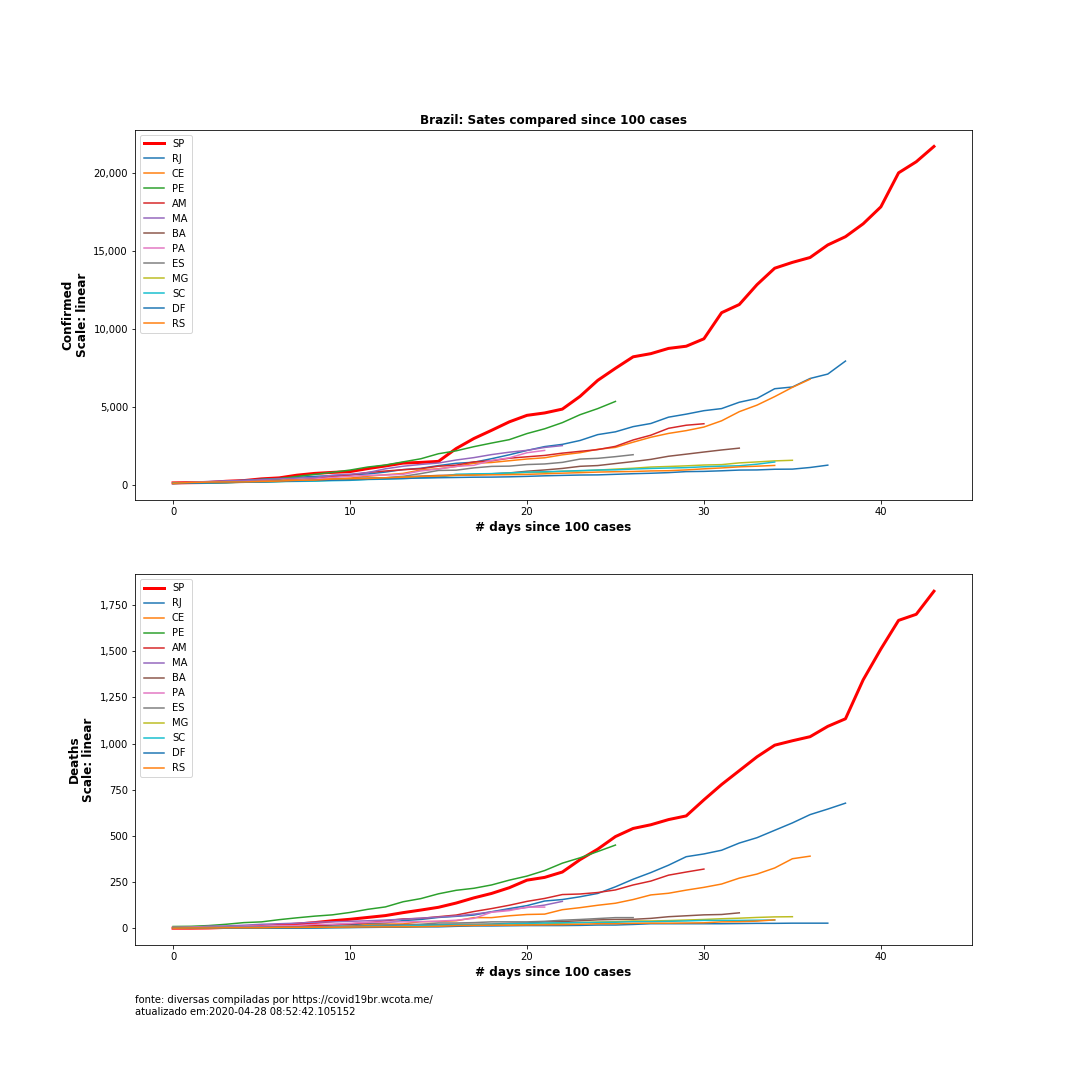 Brazil: Sates compared since 100 cases
Confirmed
Scale: linear
20,000
15,000
10,000
5,000
0
SP
RJ
CE
PE
AM
MA
BA
PA
ES
MG
SC
DF
RS
0 10 20 30 40
# days since 100 cases
Deaths
Scale: linear
1,750
1,500
1,250
1,000
750
500
250
0
SP
RJ
CE
PE
AM
MA
BA
PA
ES
MG
SC
DF
RS
0 10 20 30 40
# days since 100 cases
fonte: diversas compiladas por https://covid19br.wcota.me/
atualizado em:2020-04-28 08:52:42.105152